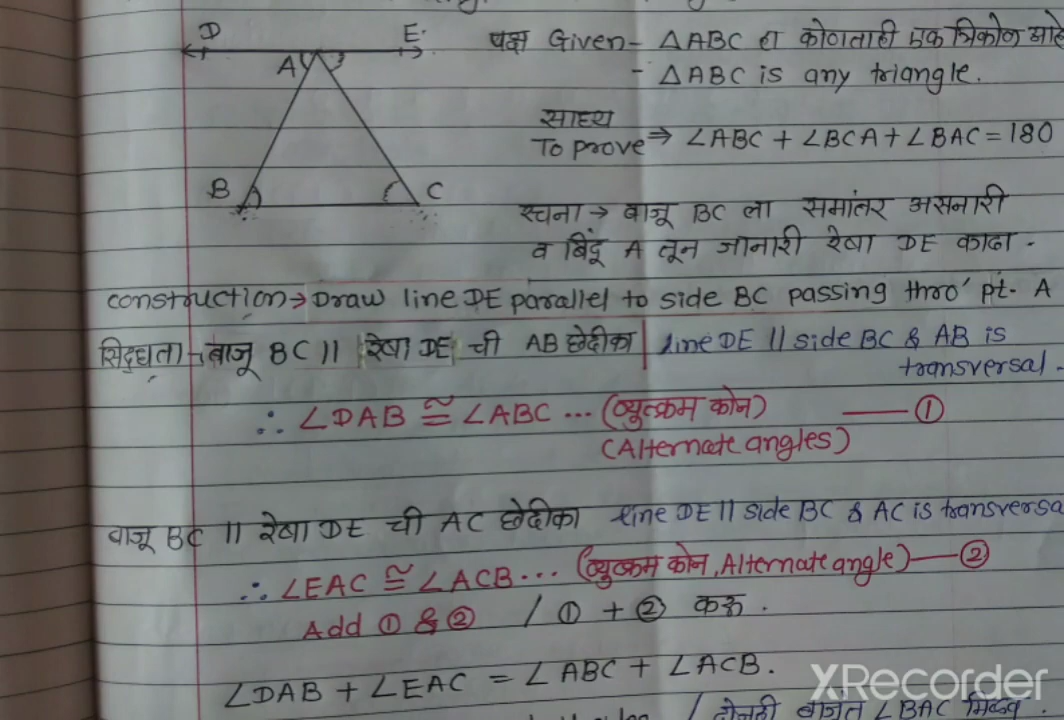 D E
पक्ष Given- △ABC हा कोणताही एक त्रिकोन आहे
A - △ABC is any triangle.
साध्य
To prove ⇒ ∠ABC + ∠BCA + ∠BAC = 180
B C
रचना → बाजू BC ला समांतर असनारी
व बिंदू A तून जानारी रेषा DE काढा.
construction → Draw line DE parallel to side BC passing thro' pt. A
सिद्धता → बाजू BC || रेषा DE ची AB छेदीका | line DE || side BC & AB is
transversal.
∴ ∠DAB ≅ ∠ABC ... (व्युत्क्रम कोन) —— ①
(Alternate angles)
बाजू BC || रेषा DE ची AC छेदीका line DE || side BC & AC is transversa
∴ ∠EAC ≅ ∠ACB... (व्युत्क्रम कोन, Alternate angle) — ②
Add ① & ② / ① + ② करू.
∠DAB + ∠EAC = ∠ABC + ∠ACB.
XRecorder
/ दोनही बाजूंत ∠BAC मिळवू.